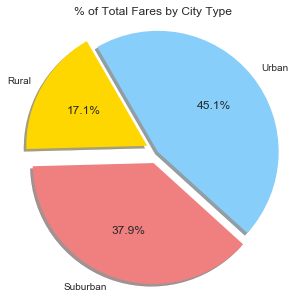 % of Total Fares by City Type
Urban
Rural
45.1%
17.1%
37.9%
Suburban